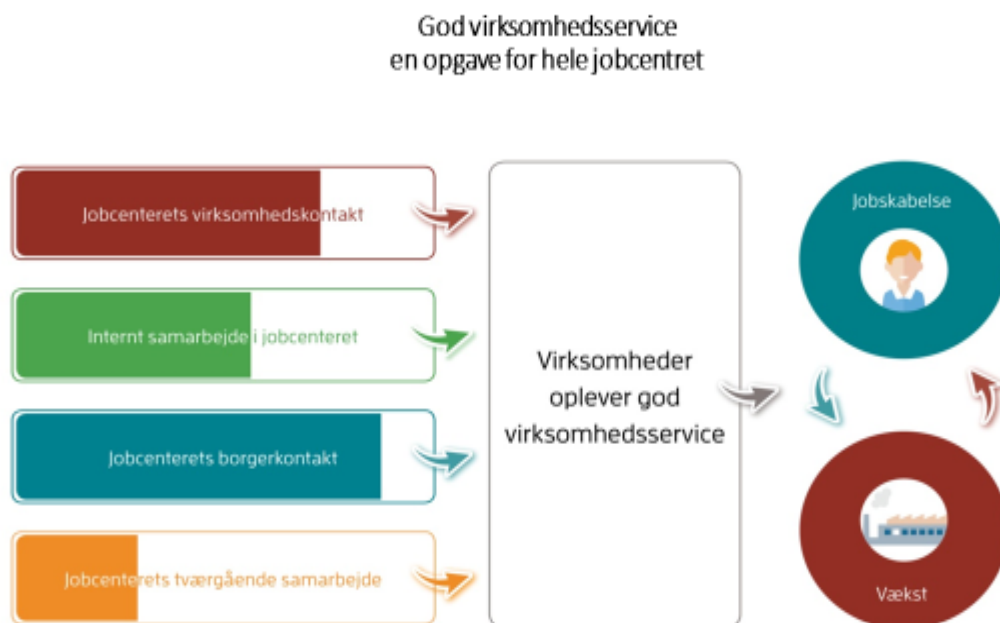 God virksomhedsservice
en opgave for hele jobcentret
Jobcenterets virksomhedskontakt
Internt samarbejde i jobcenteret
Jobcenterets borgerkontakt
Jobcenterets tværgående samarbejde
Virksomheder
oplever god
virksomhedsservice
Jobskabelse
Vækst